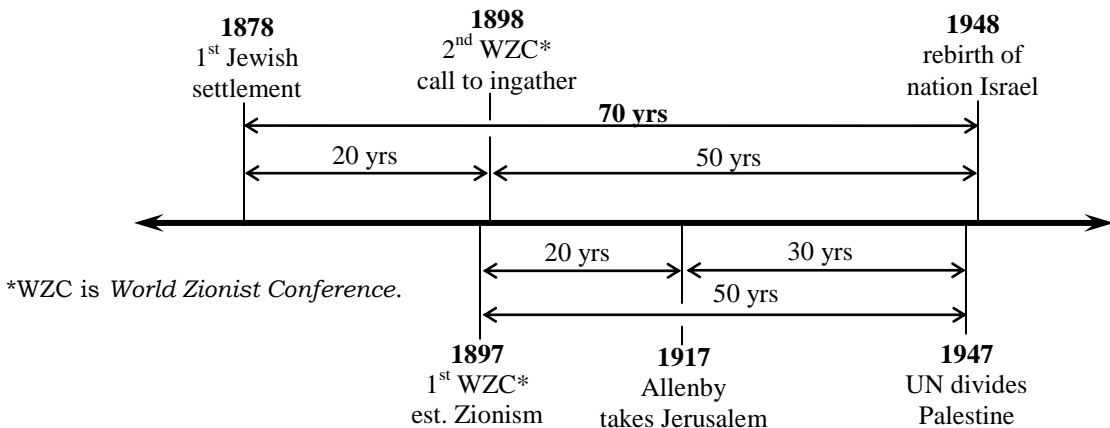 1878
1st Jewish
settlement
1898
2nd WZC*
call to ingather
1948
rebirth of
nation Israel
70 yrs
20 yrs
50 yrs
20 yrs
30 yrs
50 yrs
*WZC is World Zionist Conference.
1897
1st WZC*
est. Zionism
1917
Allenby
takes Jerusalem
1947
UN divides
Palestine